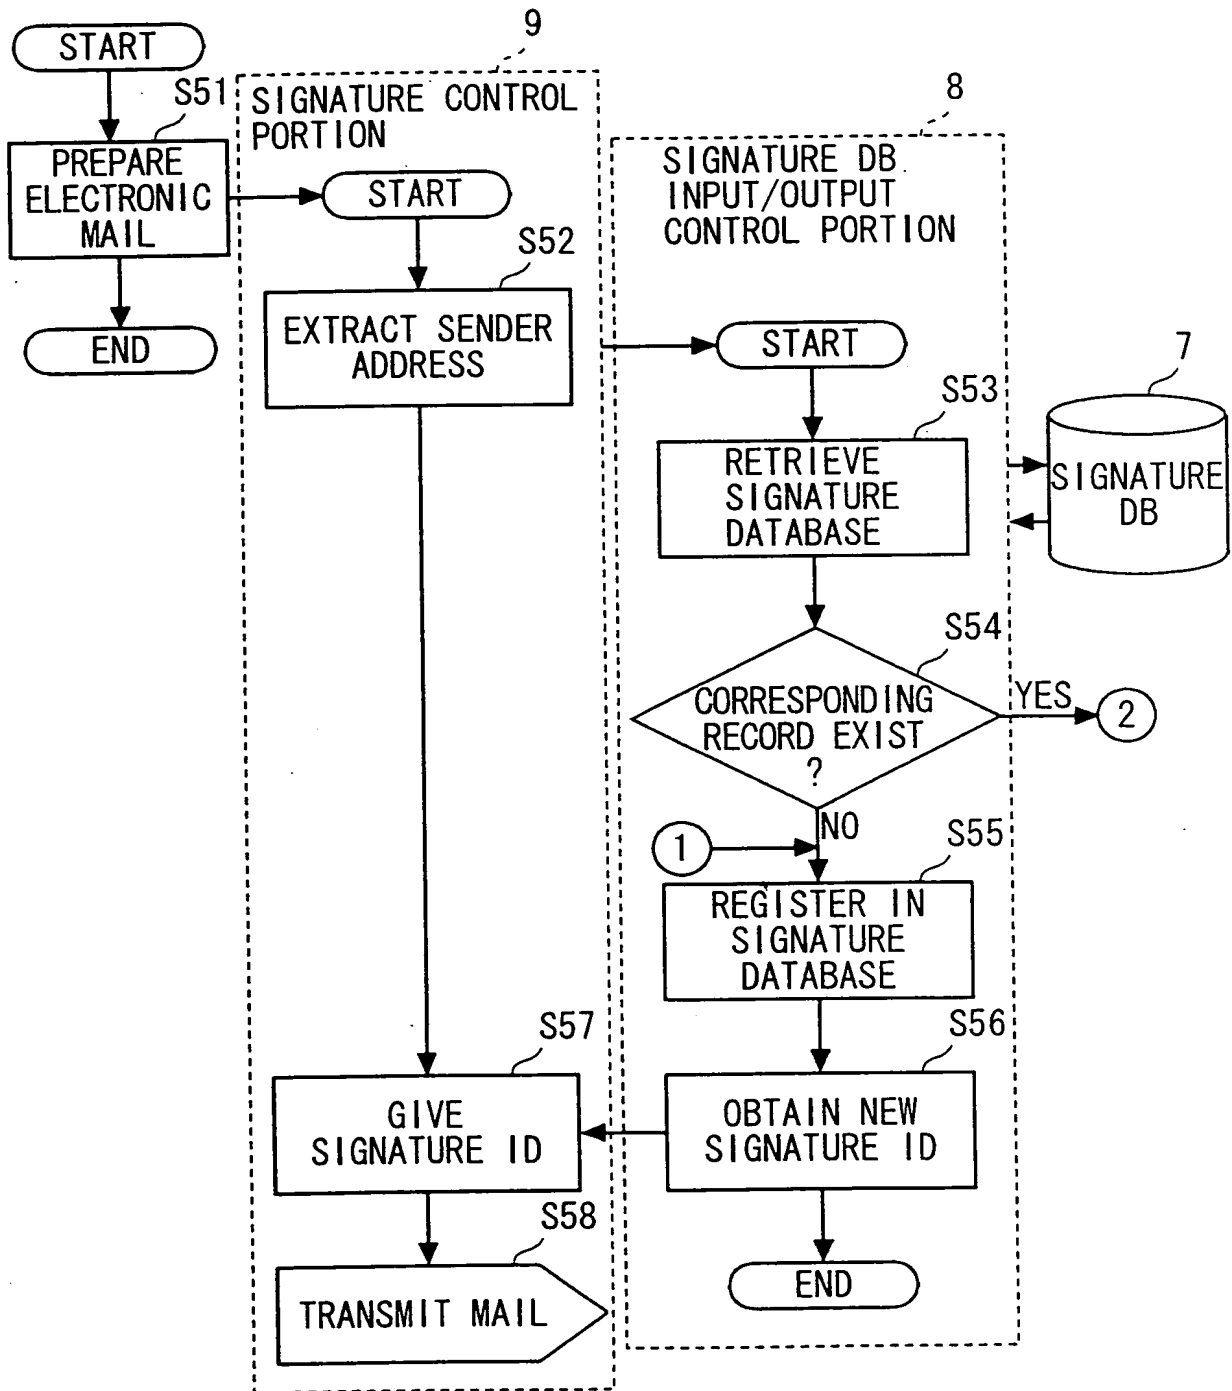 START
S51
PREPARE
ELECTRONIC
MAIL
END
9
SIGNATURE CONTROL
PORTION
START
S52
EXTRACT SENDER
ADDRESS
8
SIGNATURE DB
INPUT/OUTPUT
CONTROL PORTION
START
S53
RETRIEVE
SIGNATURE
DATABASE
7
SIGNATURE
DB
S54
CORRESPONDING
RECORD EXIST
?
YES
2
NO
1
S55
REGISTER IN
SIGNATURE
DATABASE
S56
OBTAIN NEW
SIGNATURE ID
END
S57
GIVE
SIGNATURE ID
S58
TRANSMIT MAIL